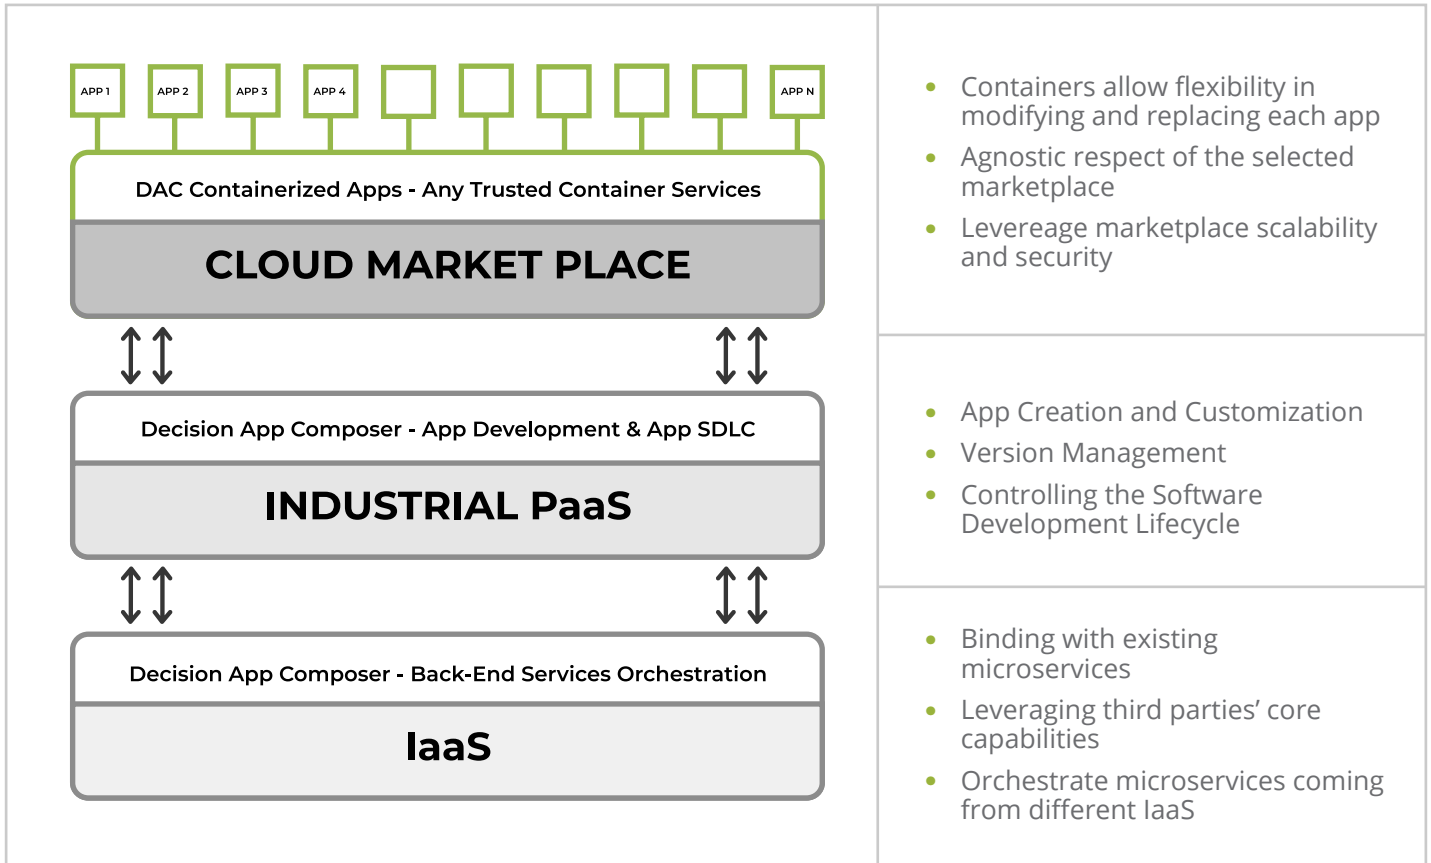 APP 1
APP 2
APP 3
APP 4
APP N
DAC Containerized Apps - Any Trusted Container Services
CLOUD MARKET PLACE
• Containers allow flexibility in
modifying and replacing each app
• Agnostic respect of the selected
marketplace
• Levereage marketplace scalability
and security
Decision App Composer - App Development & App SDLC
INDUSTRIAL PaaS
• App Creation and Customization
• Version Management
• Controlling the Software
Development Lifecycle
Decision App Composer - Back-End Services Orchestration
IaaS
• Binding with existing
microservices
• Leveraging third parties’ core
capabilities
• Orchestrate microservices coming
from different IaaS